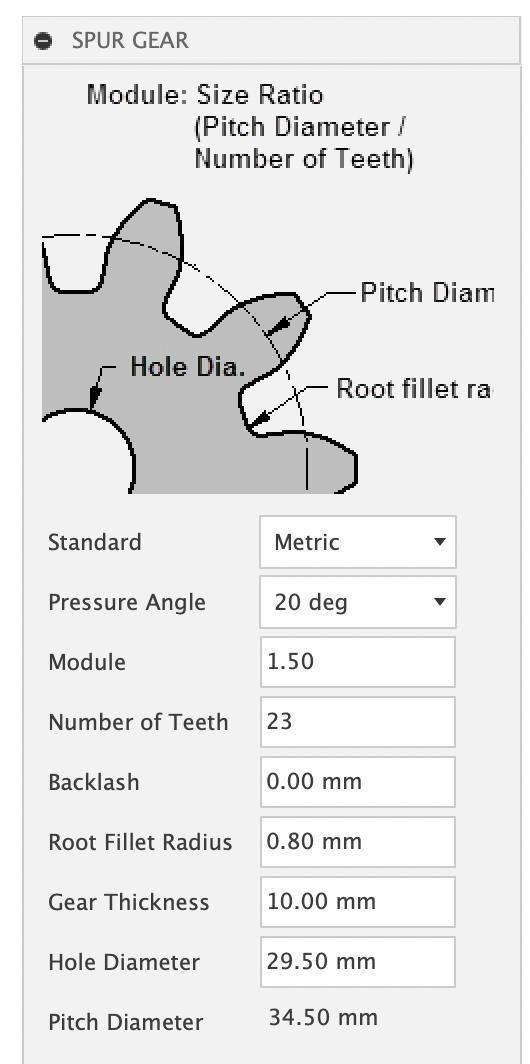 SPUR GEAR
Module: Size Ratio
(Pitch Diameter /
Number of Teeth)
Pitch Diam
Hole Dia.
Root fillet ra
Standard Metric
Pressure Angle 20 deg
Module 1.50
Number of Teeth 23
Backlash 0.00 mm
Root Fillet Radius 0.80 mm
Gear Thickness 10.00 mm
Hole Diameter 29.50 mm
Pitch Diameter 34.50 mm